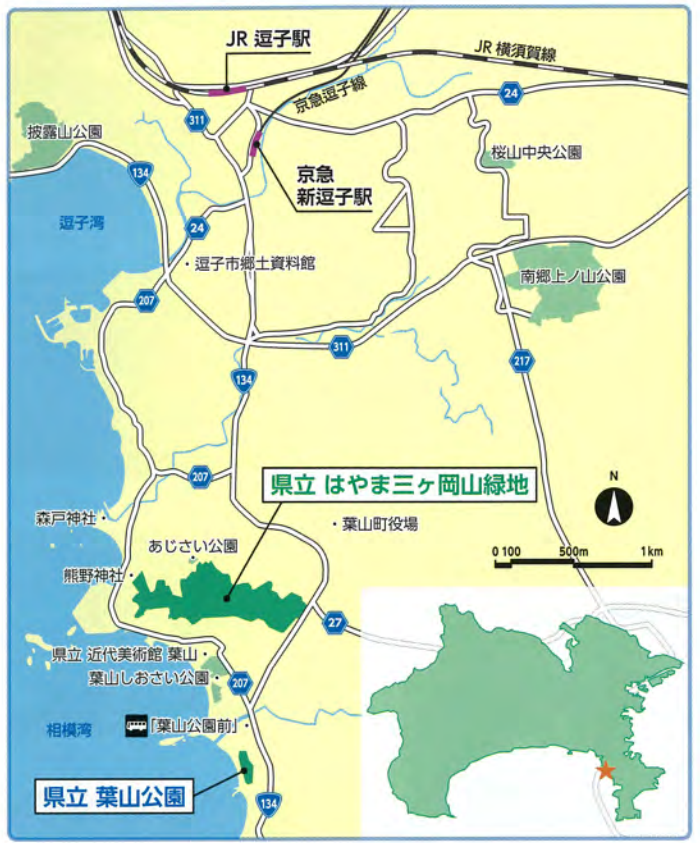 JR 逗子駅
JR 横須賀線
京急逗子線
24
311
披露山公園
134
京急
新逗子駅
桜山中央公園
逗子湾
24
逗子市郷土資料館
南郷上ノ山公園
207
311
217
134
207
県立 はやま三ヶ岡山緑地
N
森戸神社
葉山町役場
あじさい公園
0 100 500m 1km
熊野神社
27
県立 近代美術館 葉山
葉山しおさい公園
207
相模湾
「葉山公園前」
県立 葉山公園
134